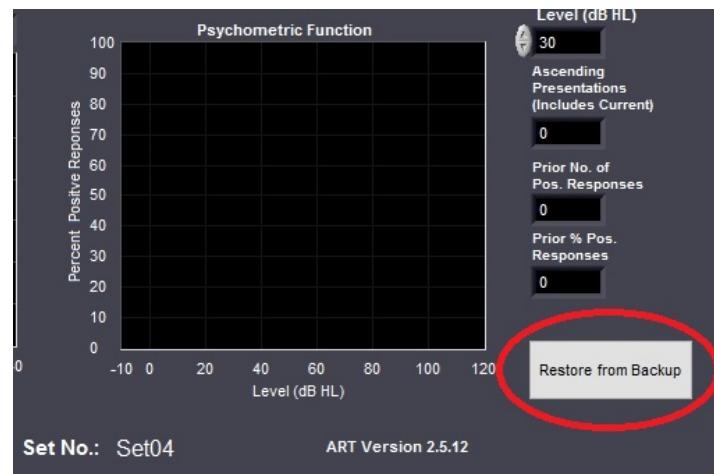 Psychometric Function
100
90
80
70
60
50
40
30
20
10
0
Percent Positve Reponses
-10 0 20 40 60 80 100 120
Level (dB HL)
0
Level (dB HL)
30
Ascending
Presentations
(Includes Current)
0
Prior No. of
Pos. Responses
0
Prior % Pos.
Responses
0
Restore from Backup
Set No.: Set04
ART Version 2.5.12